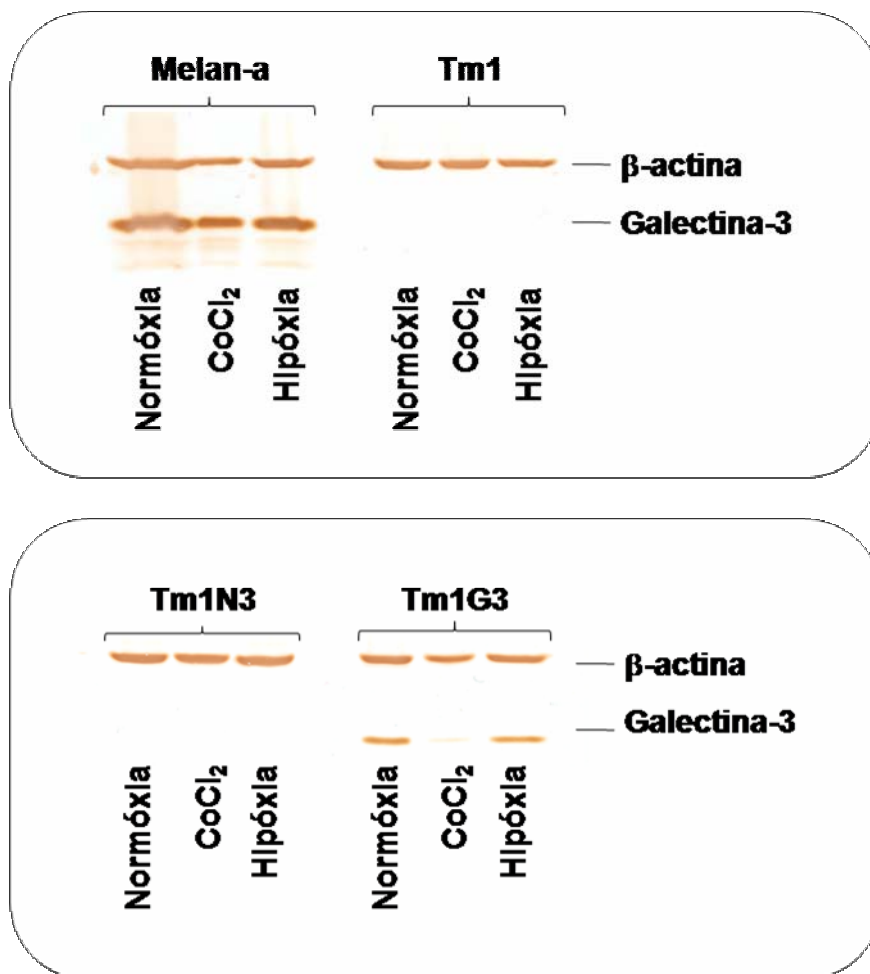 Melan-a Tm1
β-actina
Galectina-3
Normóxia CoCl₂ Hipóxia Normóxia CoCl₂ Hipóxia
Tm1N3 Tm1G3
β-actina
Galectina-3
Normóxia CoCl₂ Hipóxia Normóxia CoCl₂ Hipóxia